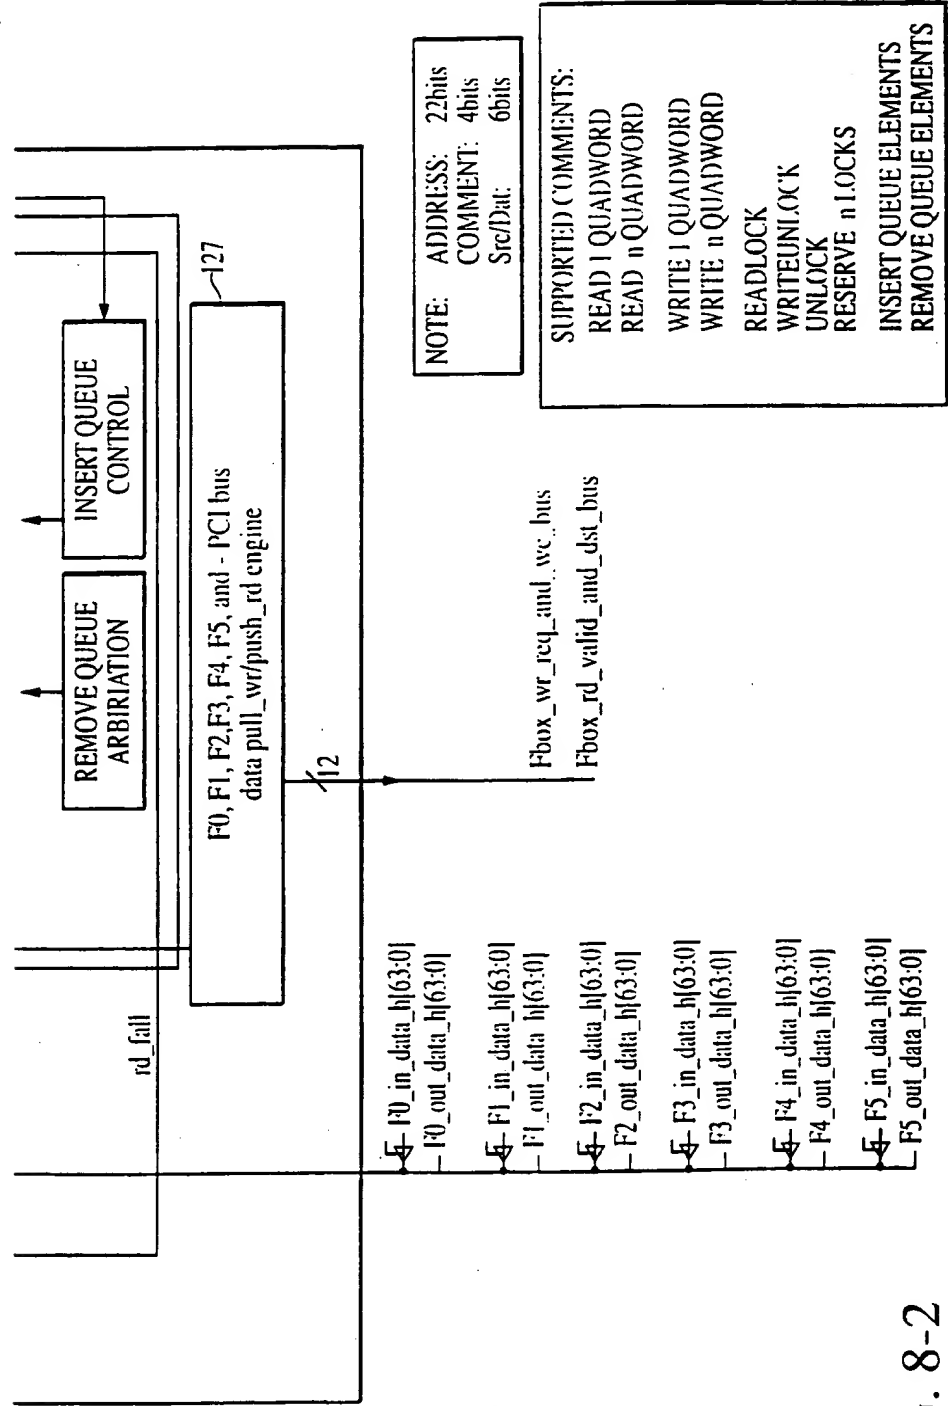 rd_fall
REMOVE QUEUE
ARBIRIATION
INSERT QUEUE
CONTROL
F0, F1, F2,F3, F4, F5, and - PCI bus
data pull_wr/push_rd engine
127
12
F0_in_data_h[63:0]
F0_out_data_h[63:0]
F1_in_data_h[63:0]
F1_out_data_h[63:0]
F2_in_data_h[63:0]
F2_out_data_h[63:0]
F3_in_data_h[63:0]
F3_out_data_h[63:0]
F4_in_data_h[63:0]
F4_out_data_h[63:0]
F5_in_data_h[63:0]
F5_out_data_h[63:0]
Fbox_wr_req_and_wc_bus
Fbox_rd_valid_and_dst_bus
NOTE: ADDRESS: 22bits
COMMENT: 4bits
Src/Dat: 6bits
SUPPORTED COMMENTS:
READ 1 QUADWORD
READ n QUADWORD
WRITE 1 QUADWORD
WRITE n QUADWORD
READLOCK
WRITEUNLOCK
UNLOCK
RESERVE n LOCKS
INSERT QUEUE ELEMENTS
REMOVE QUEUE ELEMENTS
. 8-2